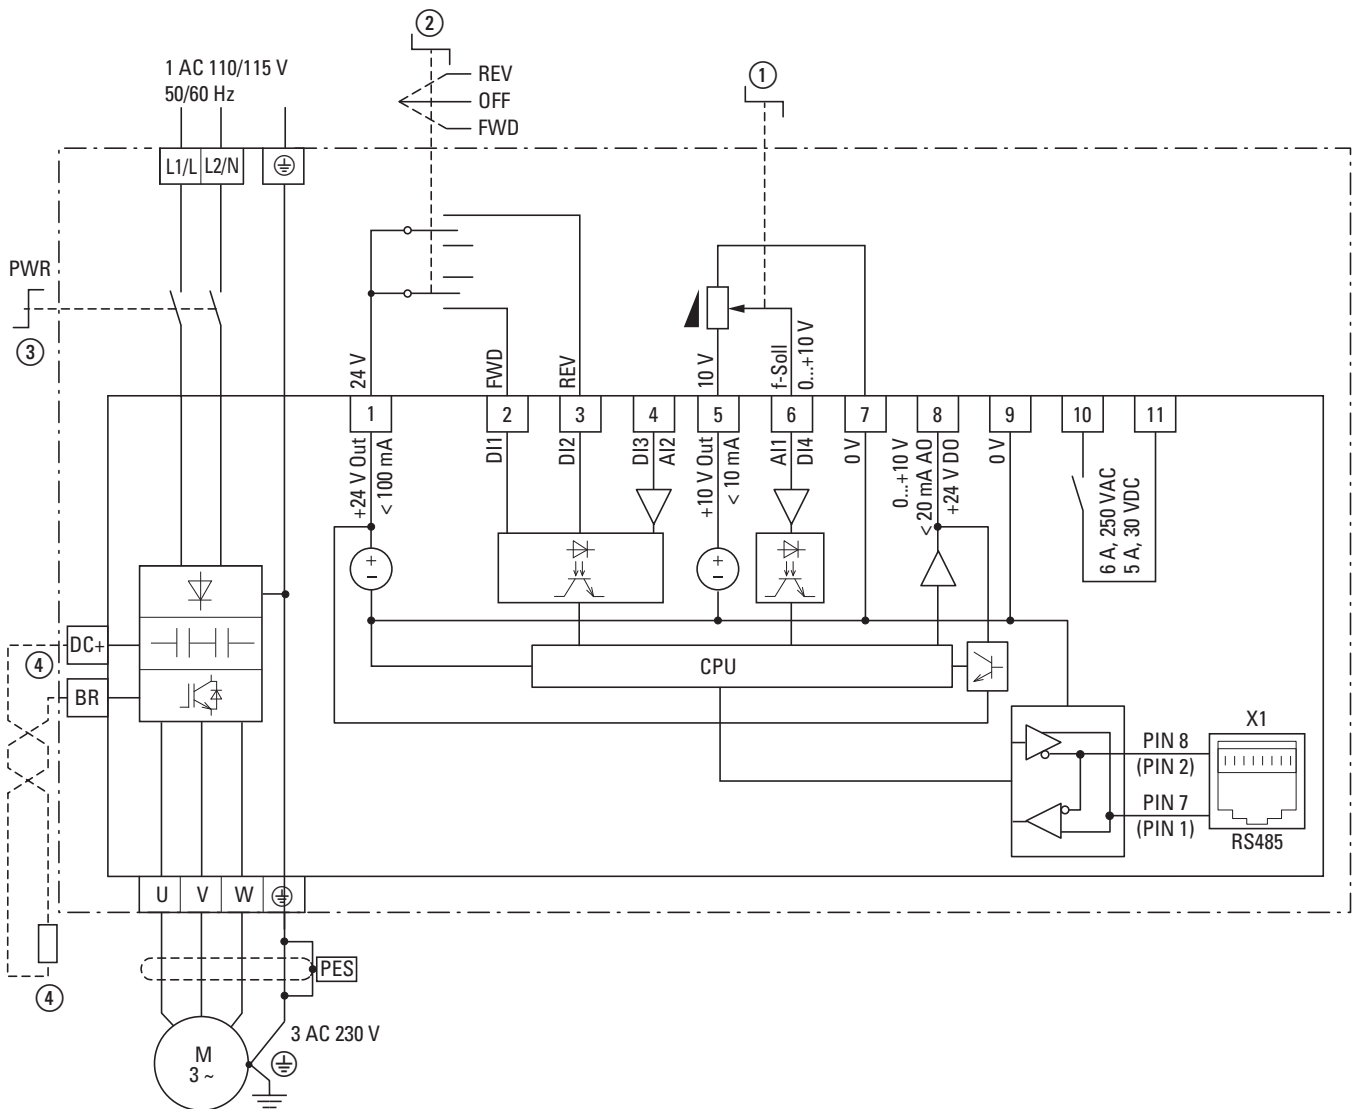 2
1 AC 110/115 V
50/60 Hz
REV
OFF
FWD
1
L1/L L2/N
PWR
3
24 V
FWD
REV
10 V
f-Soll
0...+10 V
1 2 3 4 5 6 7 8 9 10 11
+24 V Out
< 100 mA
DI1
DI2
DI3
AI2
+10 V Out
< 10 mA
AI1
DI4
0 V
0...+10 V
< 20 mA AO
+24 V DO
0 V
6 A, 250 VAC
5 A, 30 VDC
+
-
+
-
DC+
4
BR
CPU
X1
PIN 8
(PIN 2)
PIN 7
(PIN 1)
RS485
U V W
PES
4
3 AC 230 V
M
3 ~